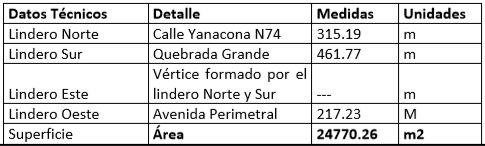 Datos Técnicos Detalle Medidas Unidades
Lindero Norte Calle Yanacona N74 315.19 m
Lindero Sur Quebrada Grande 461.77 m
Vértice formado por el
Lindero Este lindero Norte y Sur --- m
Lindero Oeste Avenida Perimetral 217.23 M
Superficie Área 24770.26 m2